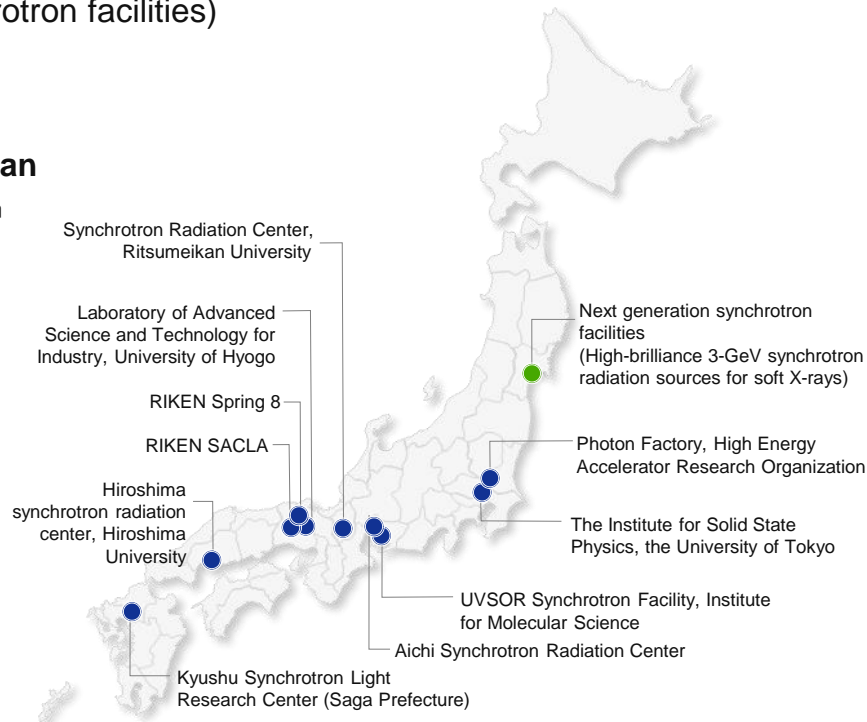 rotron facilities)
an
Synchrotron Radiation Center,
Ritsumeikan University
Laboratory of Advanced
Science and Technology for
Industry, University of Hyogo
RIKEN Spring 8
RIKEN SACLA
Hiroshima
synchrotron radiation
center, Hiroshima
University
Next generation synchrotron
facilities
(High-brilliance 3-GeV synchrotron
radiation sources for soft X-rays)
Photon Factory, High Energy
Accelerator Research Organization
The Institute for Solid State
Physics, the University of Tokyo
UVSOR Synchrotron Facility, Institute
for Molecular Science
Aichi Synchrotron Radiation Center
Kyushu Synchrotron Light
Research Center (Saga Prefecture)